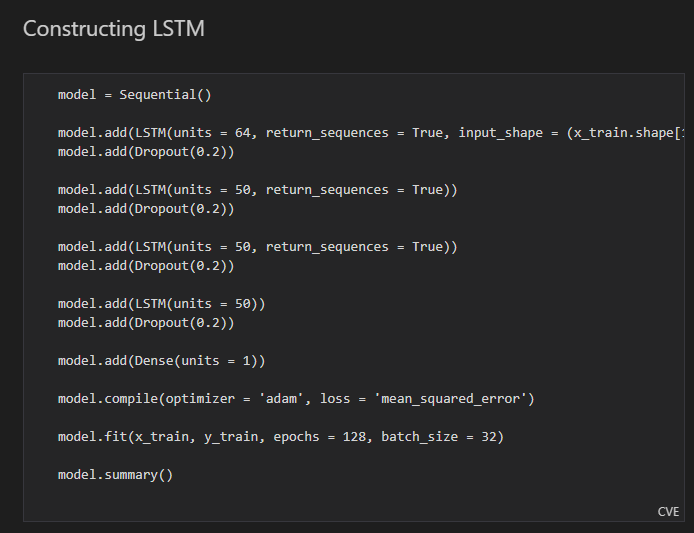 Constructing LSTM
model = Sequential()
model.add(LSTM(units = 64, return_sequences = True, input_shape = (x_train.shape[1
model.add(Dropout(0.2))
model.add(LSTM(units = 50, return_sequences = True))
model.add(Dropout(0.2))
model.add(LSTM(units = 50, return_sequences = True))
model.add(Dropout(0.2))
model.add(LSTM(units = 50))
model.add(Dropout(0.2))
model.add(Dense(units = 1))
model.compile(optimizer = 'adam', loss = 'mean_squared_error')
model.fit(x_train, y_train, epochs = 128, batch_size = 32)
model.summary()
CVE